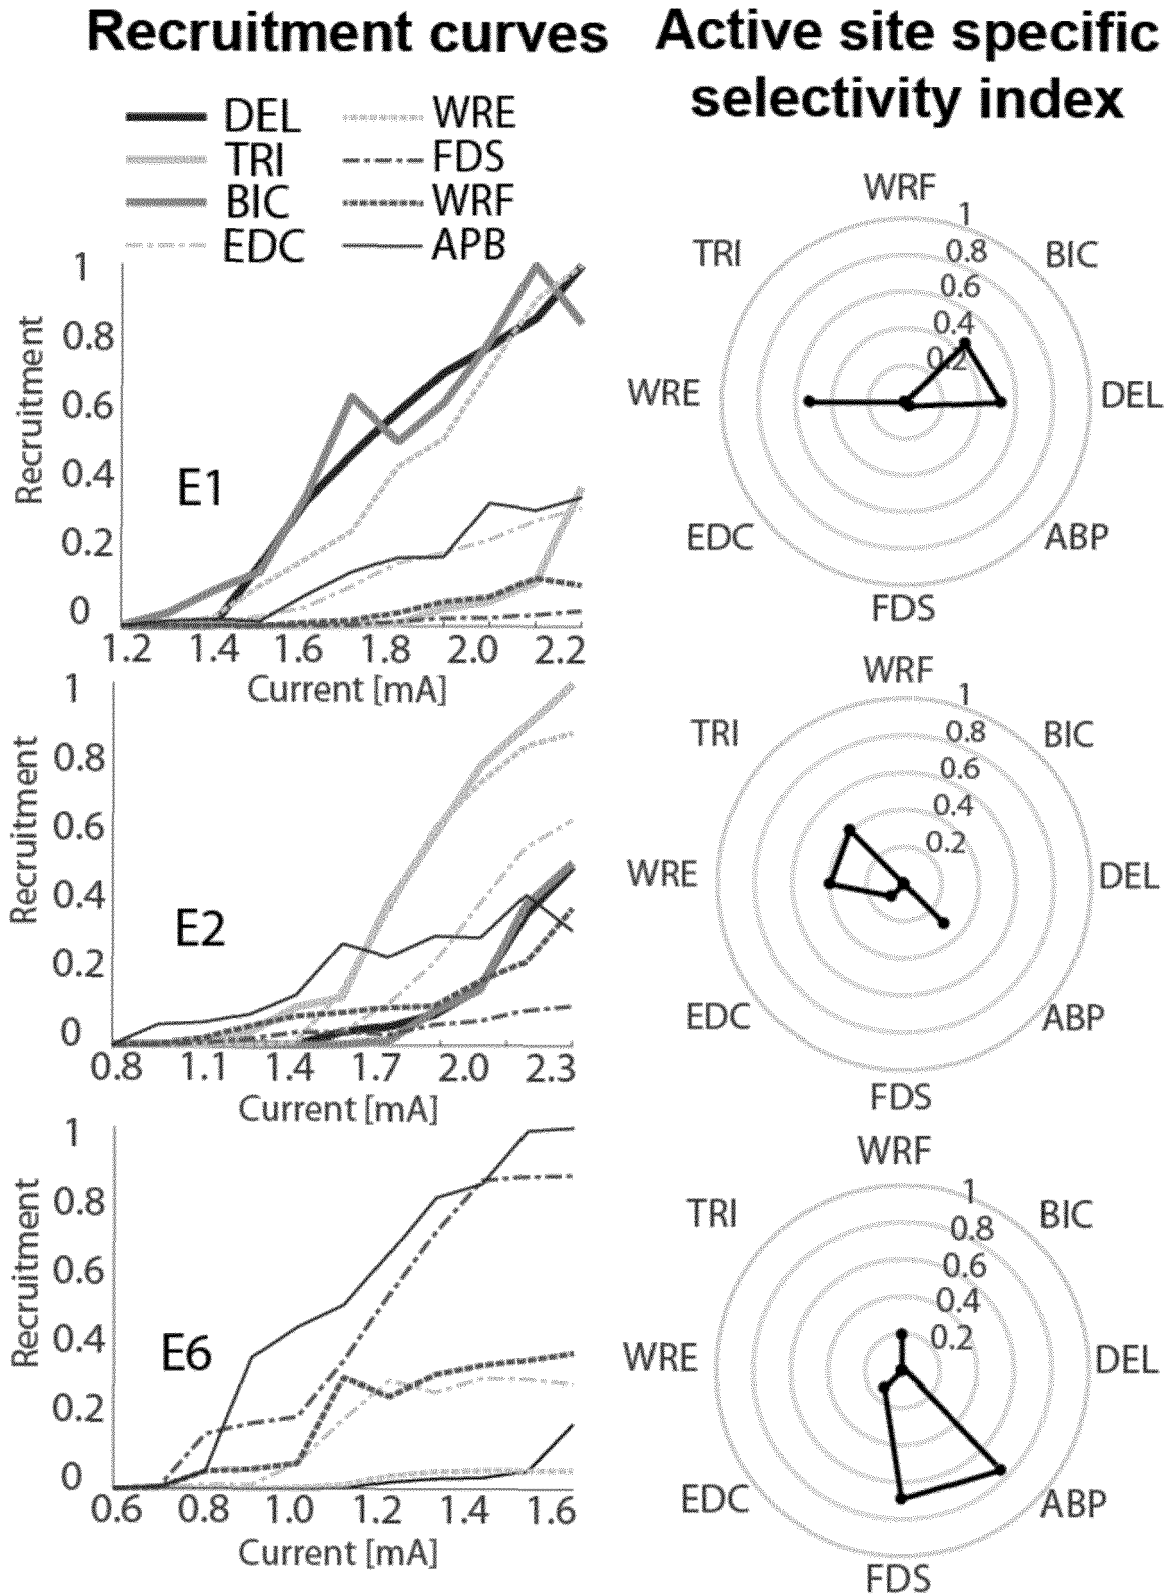 Recruitment curves
Active site specific
selectivity index
DEL
WRE
TRI
FDS
BIC
WRF
EDC
APB
1
0.8
0.6
0.4
0.2
0
Recruitment
E1
1.2 1.4 1.6 1.8 2.0 2.2
Current [mA]
WRF
1
0.8
0.6
0.4
0.2
TRI
BIC
WRE
DEL
EDC
ABP
FDS
1
0.8
0.6
0.4
0.2
0
Recruitment
E2
0.8 1.1 1.4 1.7 2.0 2.3
Current [mA]
WRF
1
0.8
0.6
0.4
0.2
TRI
BIC
WRE
DEL
EDC
ABP
FDS
1
0.8
0.6
0.4
0.2
0
Recruitment
E6
0.6 0.8 1.0 1.2 1.4 1.6
Current [mA]
WRF
1
0.8
0.6
0.4
0.2
TRI
BIC
WRE
DEL
EDC
ABP
FDS